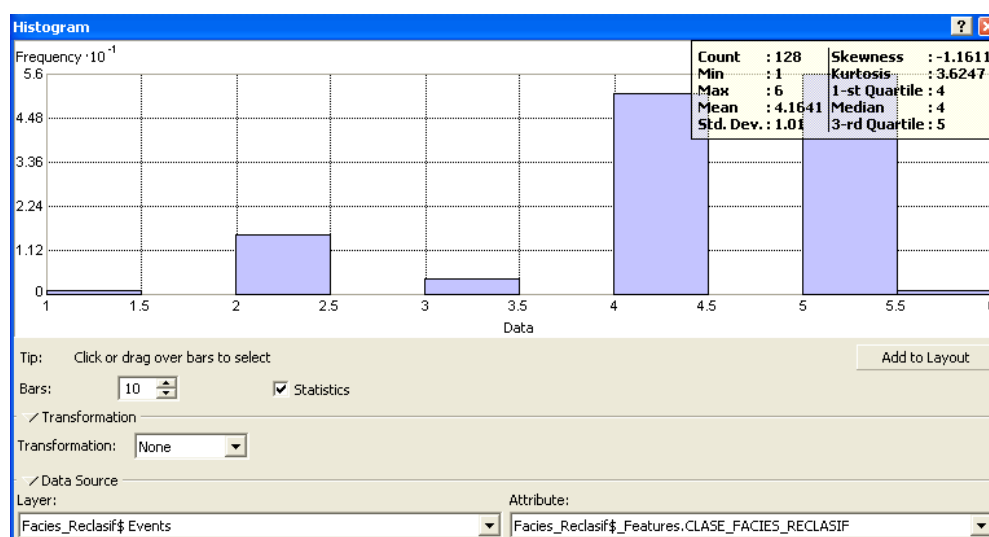 Histogram
Frequency ·10⁻¹
Count : 128 Skewness : -1.1611
Min : 1 Kurtosis : 3.6247
Max : 6 1-st Quartile : 4
Mean : 4.1641 Median : 4
Std. Dev. : 1.01 3-rd Quartile : 5
5.6
4.48
3.36
2.24
1.12
0
1 1.5 2 2.5 3 3.5 4 4.5 5 5.5
Data
Tip: Click or drag over bars to select Add to Layout
Bars: 10 Statistics
Transformation
Transformation: None
Data Source
Layer: Attribute:
Facies_Reclasif$ Events Facies_Reclasif$_Features.CLASE_FACIES_RECLASIF